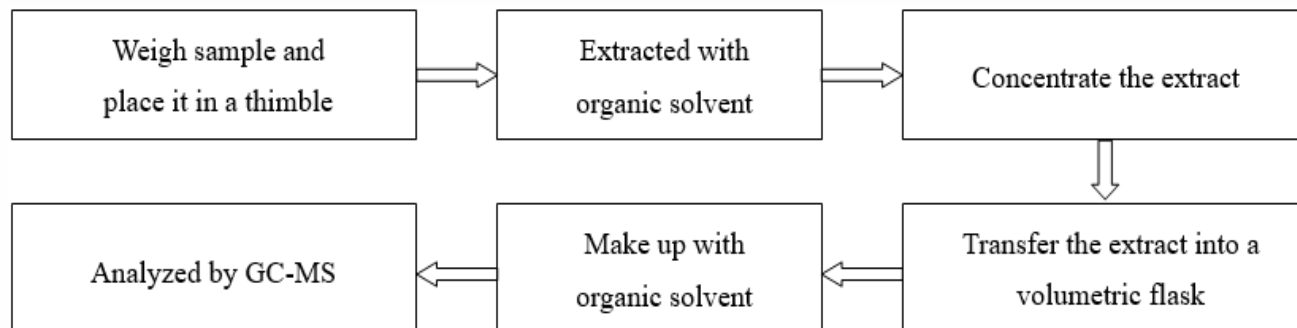 Weigh sample and
place it in a thimble
Extracted with
organic solvent
Concentrate the extract
Transfer the extract into a
volumetric flask
Make up with
organic solvent
Analyzed by GC-MS